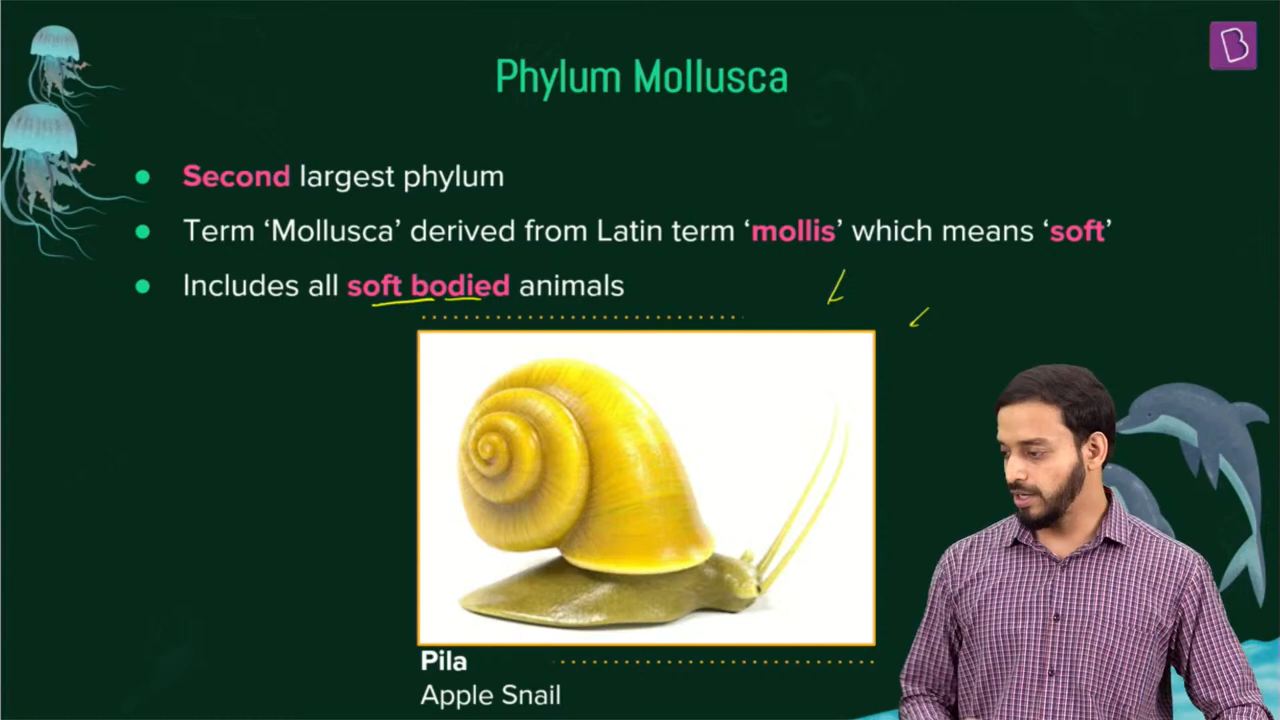 Phylum Mollusca
Second largest phylum
Term ‘Mollusca’ derived from Latin term ‘mollis’ which means ‘soft’
Includes all soft bodied animals
Pila
Apple Snail